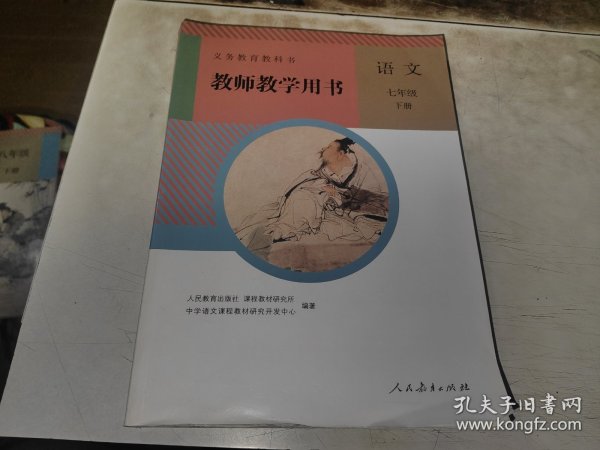 义务教育教科书
教师教学用书
语文
七年级
下册
人民教育出版社 课程教材研究所
中学语文课程教材研究开发中心
编著
人民教育出版社
八年级
下册
孔夫子旧书网
www.kongfz.com